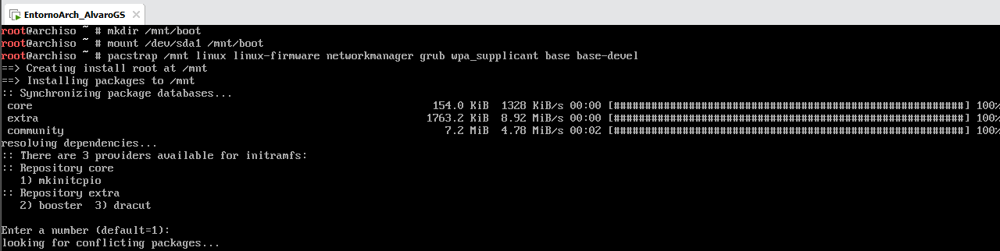 EntornoArch_AlvaroGS
root@archiso ~ # mkdir /mnt/boot
root@archiso ~ # mount /dev/sda1 /mnt/boot
root@archiso ~ # pacstrap /mnt linux linux-firmware networkmanager grub wpa_supplicant base base-devel
==> Creating install root at /mnt
==> Installing packages to /mnt
:: Synchronizing package databases...
core 154.0 KiB 1328 KiB/s 00:00 [########################################################] 100%
extra 1763.2 KiB 8.92 MiB/s 00:00 [########################################################] 100%
community 7.2 MiB 4.78 MiB/s 00:02 [########################################################] 100%
resolving dependencies...
:: There are 3 providers available for initramfs:
:: Repository core
1) mkinitcpio
:: Repository extra
2) booster 3) dracut
Enter a number (default=1):
looking for conflicting packages...